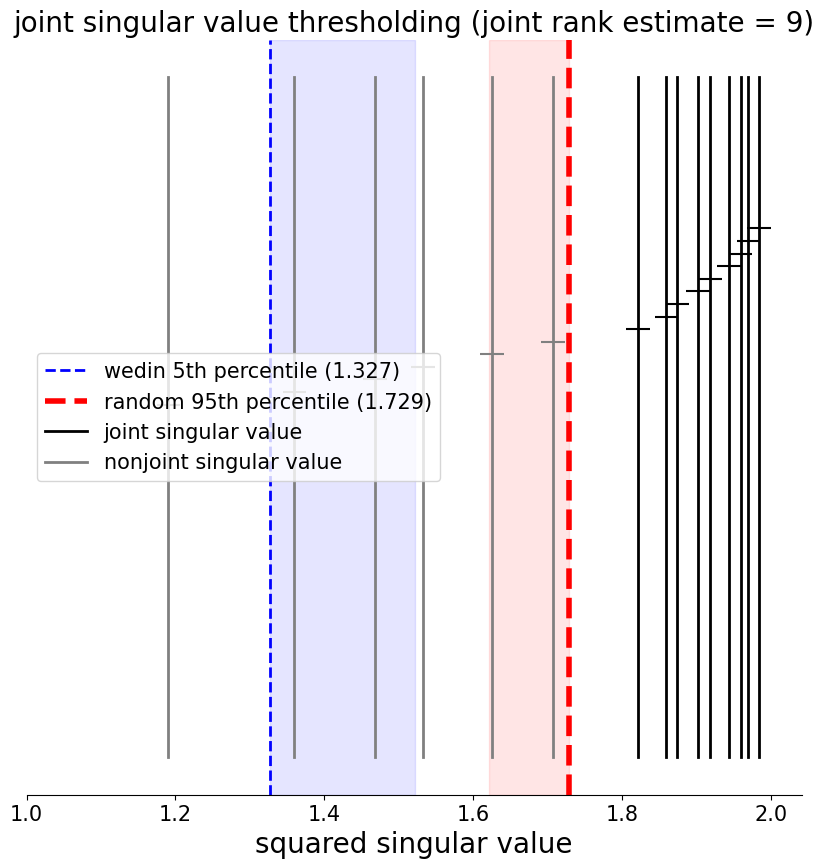 joint singular value thresholding (joint rank estimate = 9)
wedin 5th percentile (1.327)
random 95th percentile (1.729)
joint singular value
nonjoint singular value
1.0 1.2 1.4 1.6 1.8 2.0
squared singular value